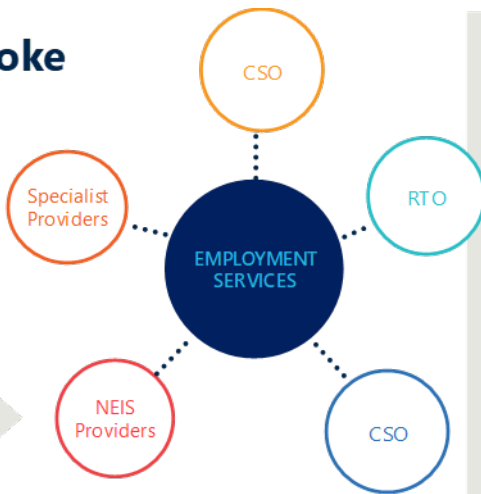 oke
CSO
Specialist
Providers
RTO
EMPLOYMENT
SERVICES
NEIS
Providers
CSO